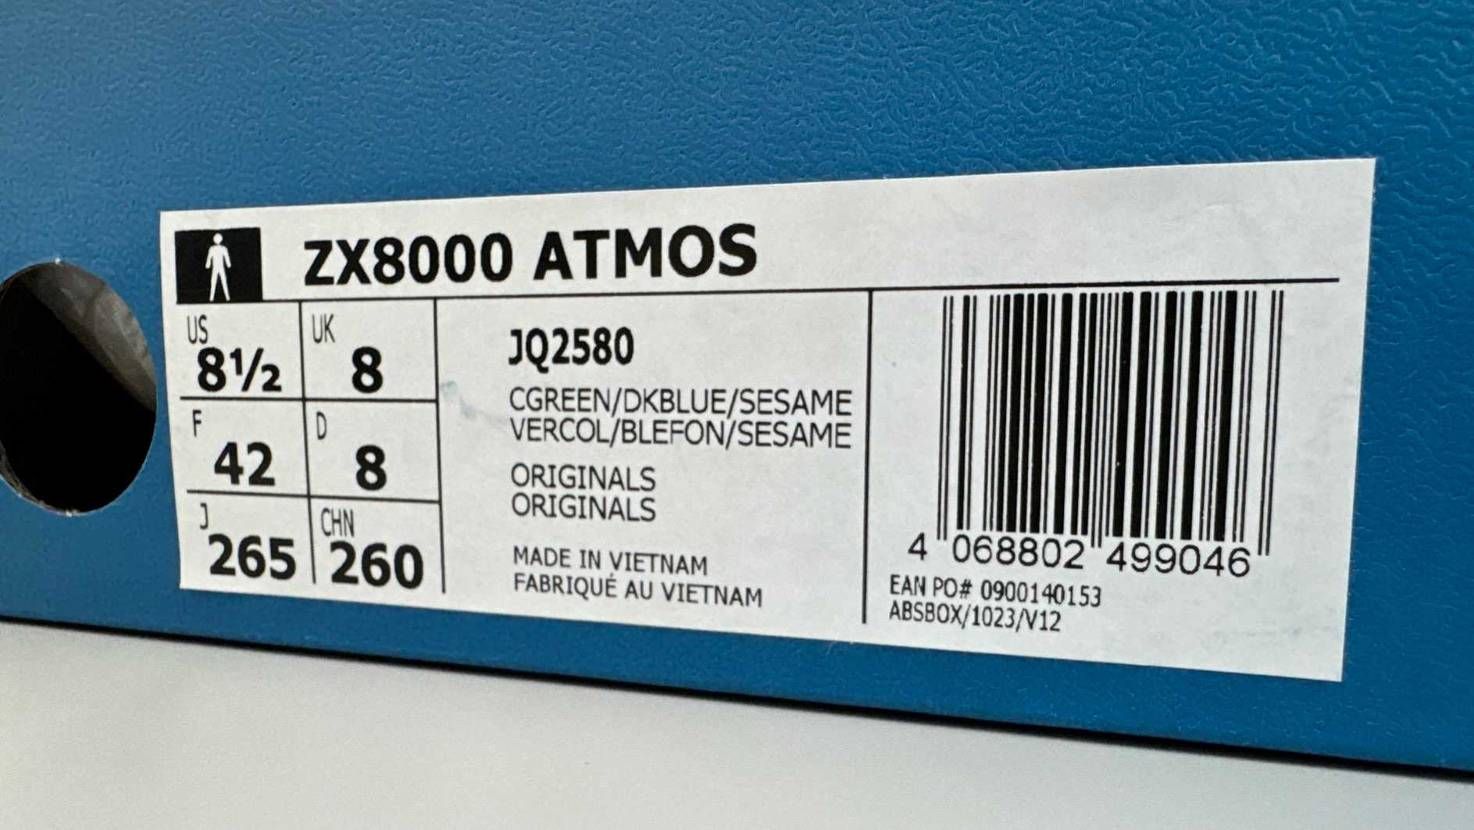 ZX8000 ATMOS
US 8½ UK 8
F 42 D 8
J 265 CHN 260
JQ2580
CGREEN/DKBLUE/SESAME
VERCOL/BLEFON/SESAME
ORIGINALS
ORIGINALS
MADE IN VIETNAM
FABRIQUÉ AU VIETNAM
4 068802 499046
EAN PO# 0900140153
ABSBOX/1023/V12